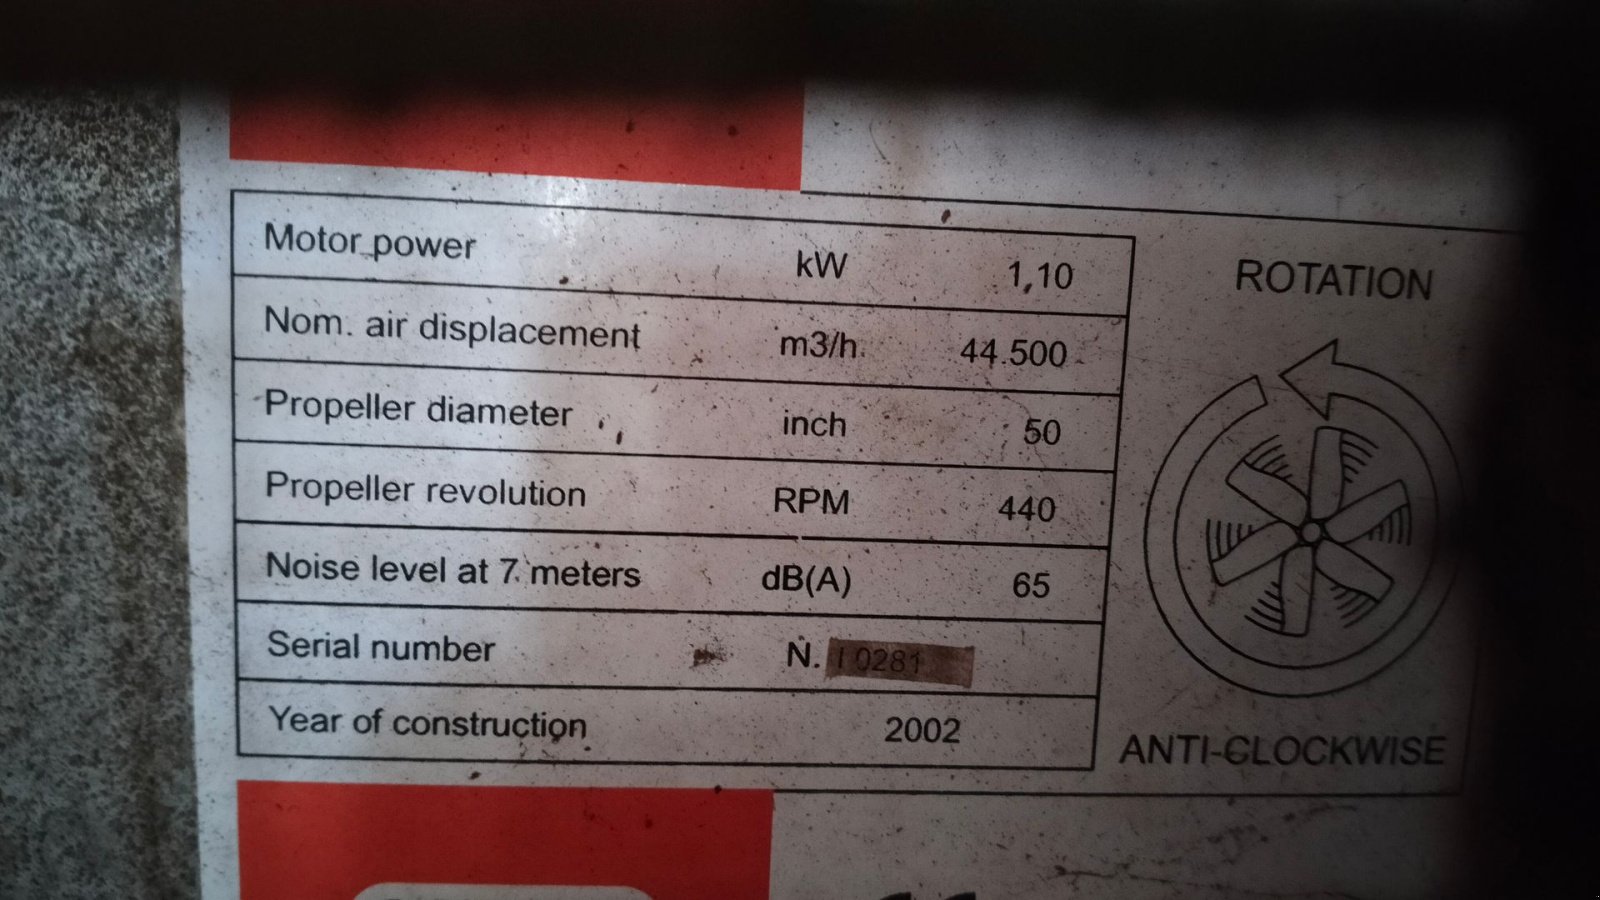 Motor power kW 1,10
Nom. air displacement m3/h 44.500
Propeller diameter inch 50
Propeller revolution RPM 440
Noise level at 7 meters dB(A) 65
Serial number N. I 0281
Year of construction 2002
ROTATION
ANTI-CLOCKWISE